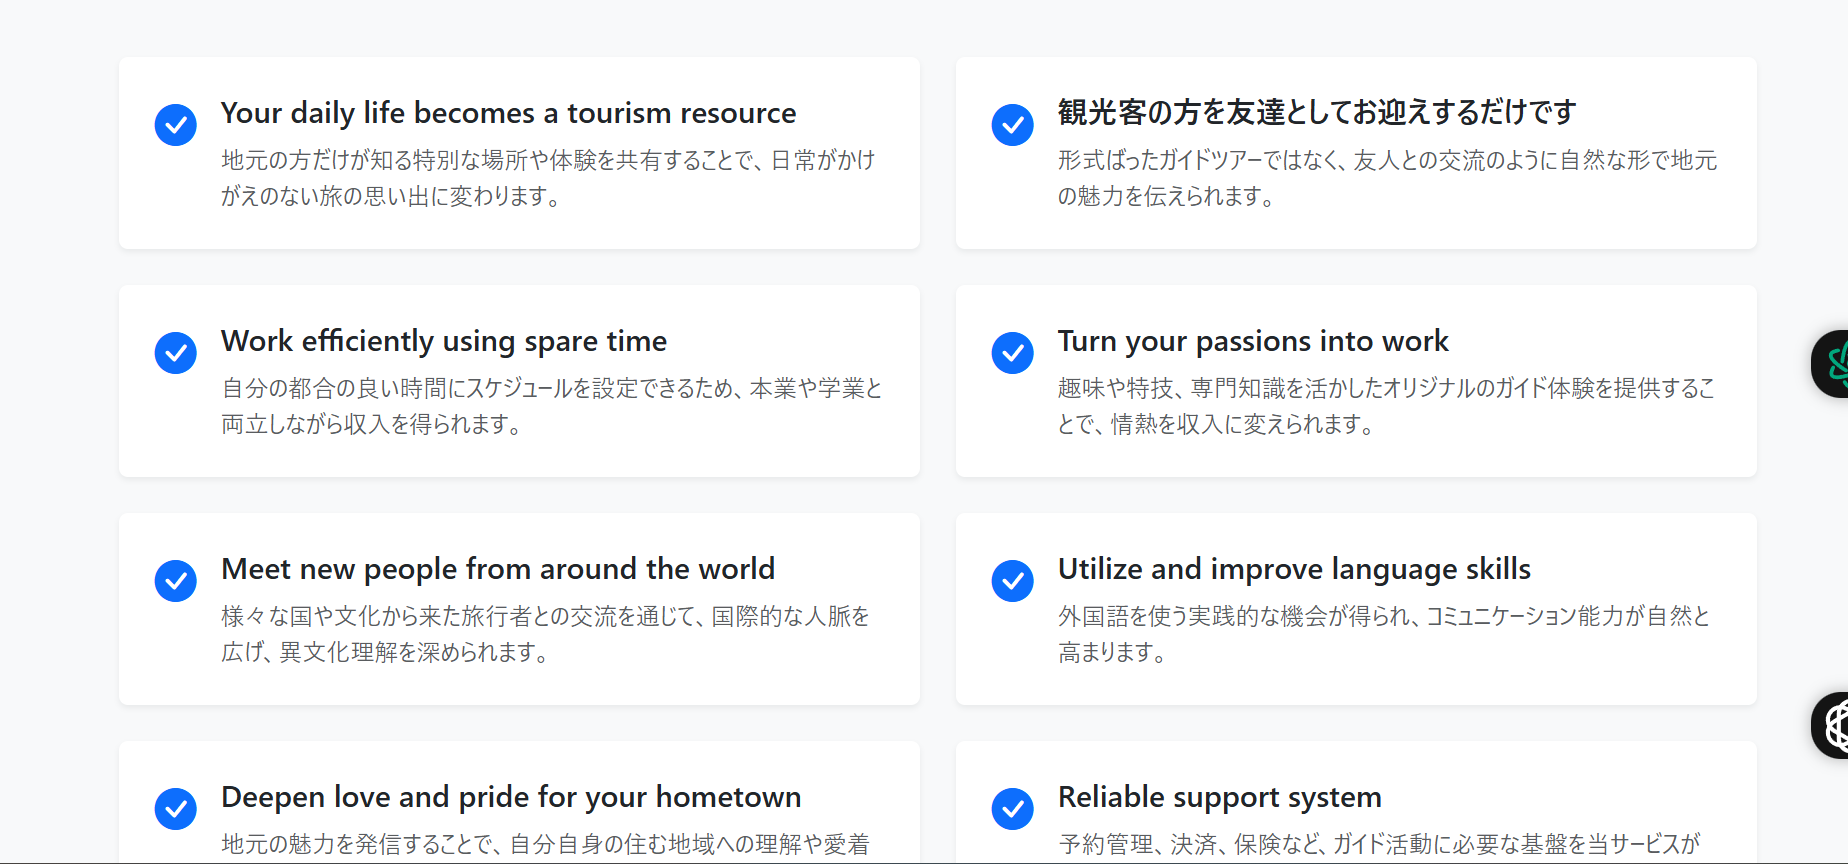 Your daily life becomes a tourism resource
地元の方だけが知る特別な場所や体験を共有することで、日常がかけ
がえのない旅の思い出に変わります。
観光客の方を友達としてお迎えするだけです
形式ばったガイドツアーではなく、友人との交流のように自然な形で地元
の魅力を伝えられます。
Work efficiently using spare time
自分の都合の良い時間にスケジュールを設定できるため、本業や学業と
両立しながら収入を得られます。
Turn your passions into work
趣味や特技、専門知識を活かしたオリジナルのガイド体験を提供するこ
とで、情熱を収入に変えられます。
Meet new people from around the world
様々な国や文化から来た旅行者との交流を通じて、国際的な人脈を
広げ、異文化理解を深められます。
Utilize and improve language skills
外国語を使う実践的な機会が得られ、コミュニケーション能力が自然と
高まります。
Deepen love and pride for your hometown
地元の魅力を発信することで、自分自身の住む地域への理解や愛着
Reliable support system
予約管理、決済、保険など、ガイド活動に必要な基盤を当サービスが